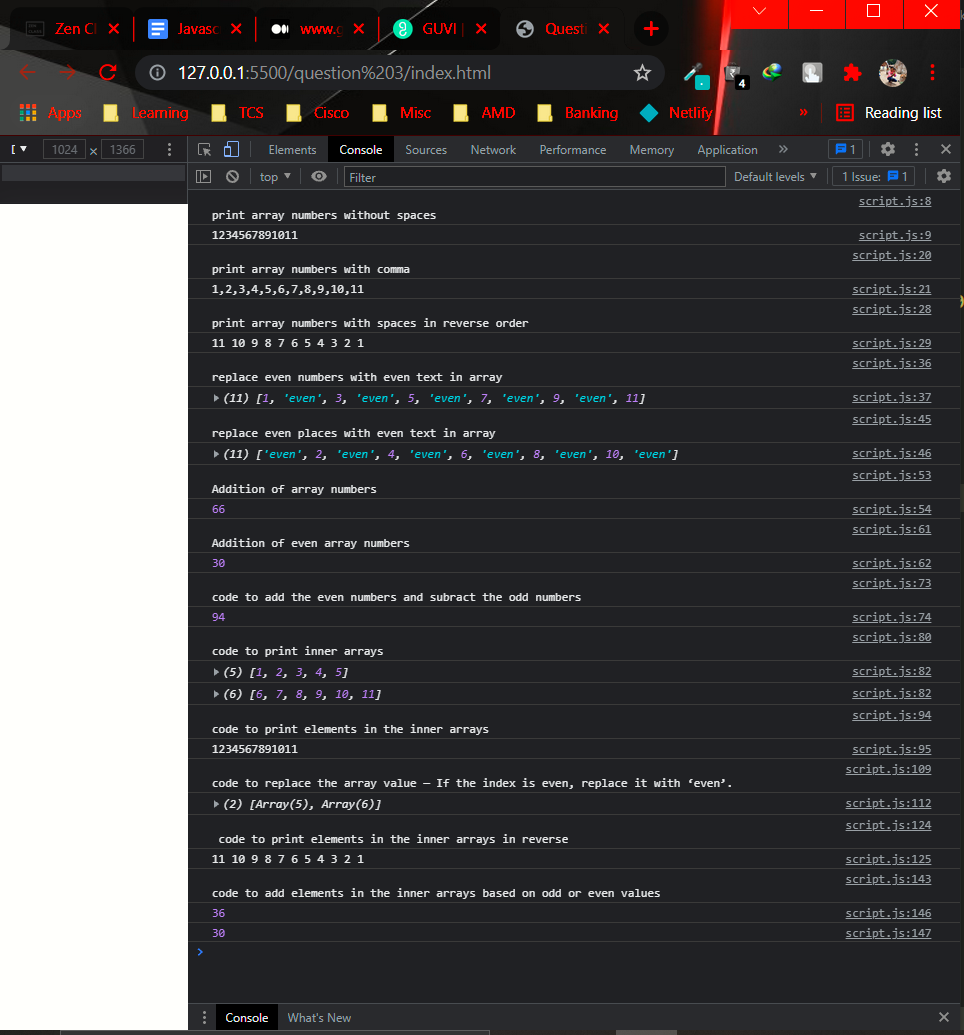 Zen Cl
Javasc
www.g
GUVI |
Questi
127.0.0.1:5500/question%203/index.html
4
Apps Learning TCS Cisco Misc AMD Banking Netlify » Reading list
1024 × 1366 Elements Console Sources Network Performance Memory Application » 1
top Filter Default levels 1 Issue: 1
script.js:8
print array numbers without spaces
1234567891011 script.js:9
script.js:20
print array numbers with comma
1,2,3,4,5,6,7,8,9,10,11 script.js:21
script.js:28
print array numbers with spaces in reverse order
11 10 9 8 7 6 5 4 3 2 1 script.js:29
script.js:36
replace even numbers with even text in array
(11) [1, 'even', 3, 'even', 5, 'even', 7, 'even', 9, 'even', 11] script.js:37
script.js:45
replace even places with even text in array
(11) ['even', 2, 'even', 4, 'even', 6, 'even', 8, 'even', 10, 'even'] script.js:46
script.js:53
Addition of array numbers
66 script.js:54
script.js:61
Addition of even array numbers
30 script.js:62
script.js:73
code to add the even numbers and subract the odd numbers
94 script.js:74
script.js:80
code to print inner arrays
(5) [1, 2, 3, 4, 5] script.js:82
(6) [6, 7, 8, 9, 10, 11] script.js:82
script.js:94
code to print elements in the inner arrays
1234567891011 script.js:95
script.js:109
code to replace the array value — If the index is even, replace it with ‘even’.
(2) [Array(5), Array(6)] script.js:112
script.js:124
code to print elements in the inner arrays in reverse
11 10 9 8 7 6 5 4 3 2 1 script.js:125
script.js:143
code to add elements in the inner arrays based on odd or even values
36 script.js:146
30 script.js:147
Console What's New